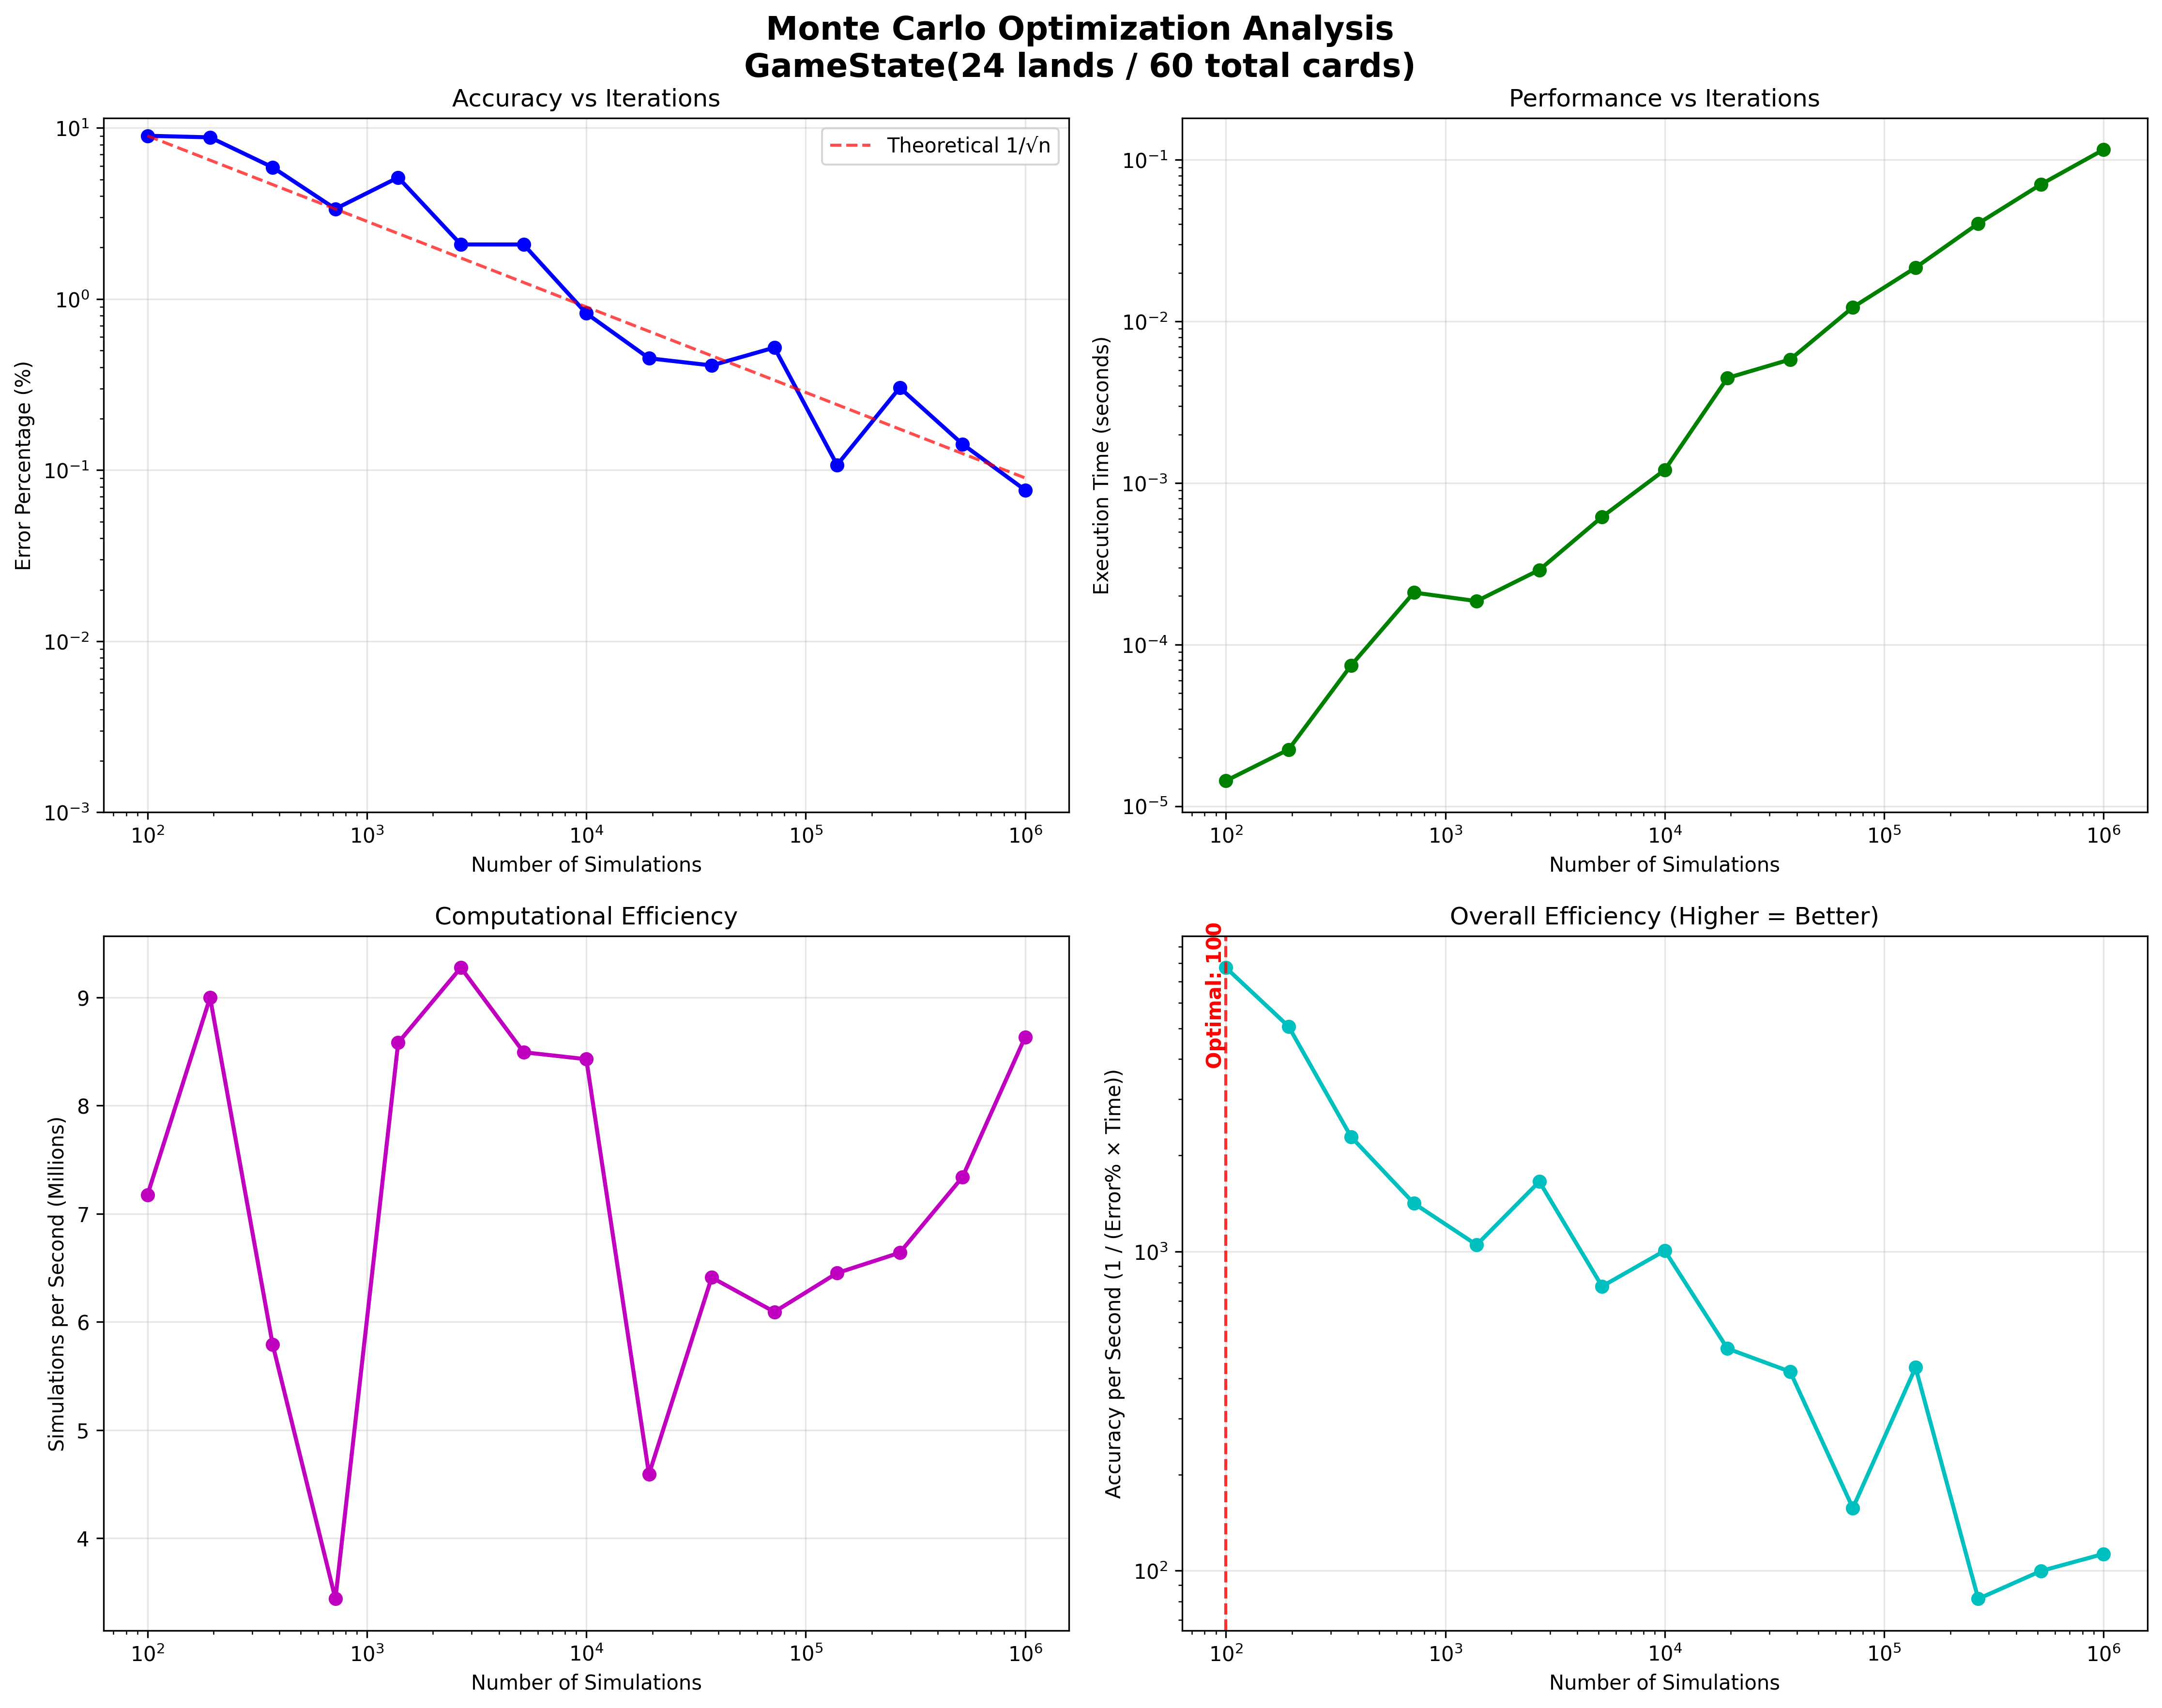 Monte Carlo Optimization Analysis
GameState(24 lands / 60 total cards)
Accuracy vs Iterations
Error Percentage (%)
10¹
10⁰
10⁻¹
10⁻²
10⁻³
Theoretical 1/√n
10² 10³ 10⁴ 10⁵ 10⁶
Number of Simulations
Performance vs Iterations
Execution Time (seconds)
10⁻¹
10⁻²
10⁻³
10⁻⁴
10⁻⁵
10² 10³ 10⁴ 10⁵ 10⁶
Number of Simulations
Computational Efficiency
Simulations per Second (Millions)
9
8
7
6
5
4
10² 10³ 10⁴ 10⁵ 10⁶
Number of Simulations
Overall Efficiency (Higher = Better)
Accuracy per Second (1 / (Error% × Time))
Optimal: 100
10³
10²
10² 10³ 10⁴ 10⁵ 10⁶
Number of Simulations